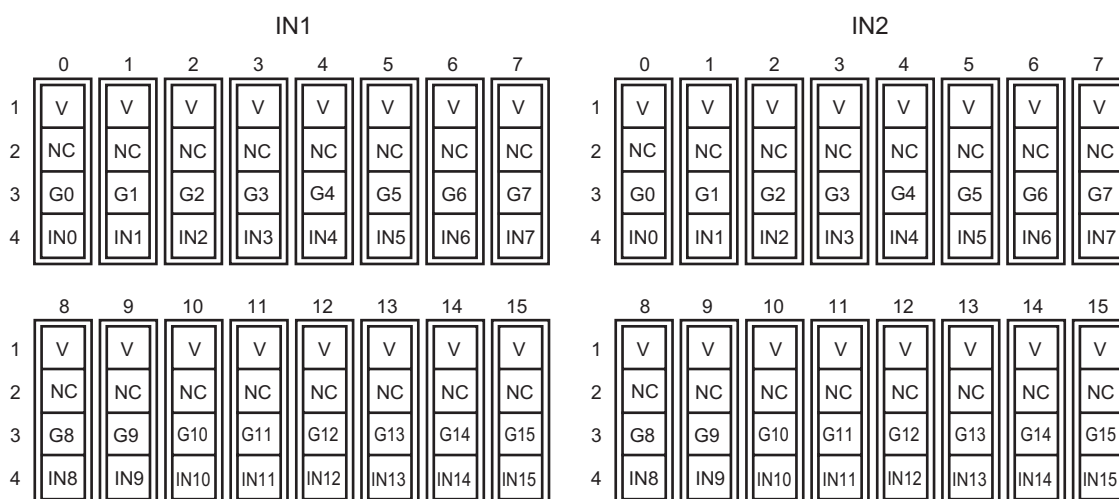 IN1 IN2
0 1 2 3 4 5 6 7 0 1 2 3 4 5 6 7
1 V V V V V V V V 1 V V V V V V V V
2 NC NC NC NC NC NC NC NC 2 NC NC NC NC NC NC NC NC
3 G0 G1 G2 G3 G4 G5 G6 G7 3 G0 G1 G2 G3 G4 G5 G6 G7
4 IN0 IN1 IN2 IN3 IN4 IN5 IN6 IN7 4 IN0 IN1 IN2 IN3 IN4 IN5 IN6 IN7
8 9 10 11 12 13 14 15 8 9 10 11 12 13 14 15
1 V V V V V V V V 1 V V V V V V V V
2 NC NC NC NC NC NC NC NC 2 NC NC NC NC NC NC NC NC
3 G8 G9 G10 G11 G12 G13 G14 G15 3 G8 G9 G10 G11 G12 G13 G14 G15
4 IN8 IN9 IN10 IN11 IN12 IN13 IN14 IN15 4 IN8 IN9 IN10 IN11 IN12 IN13 IN14 IN15